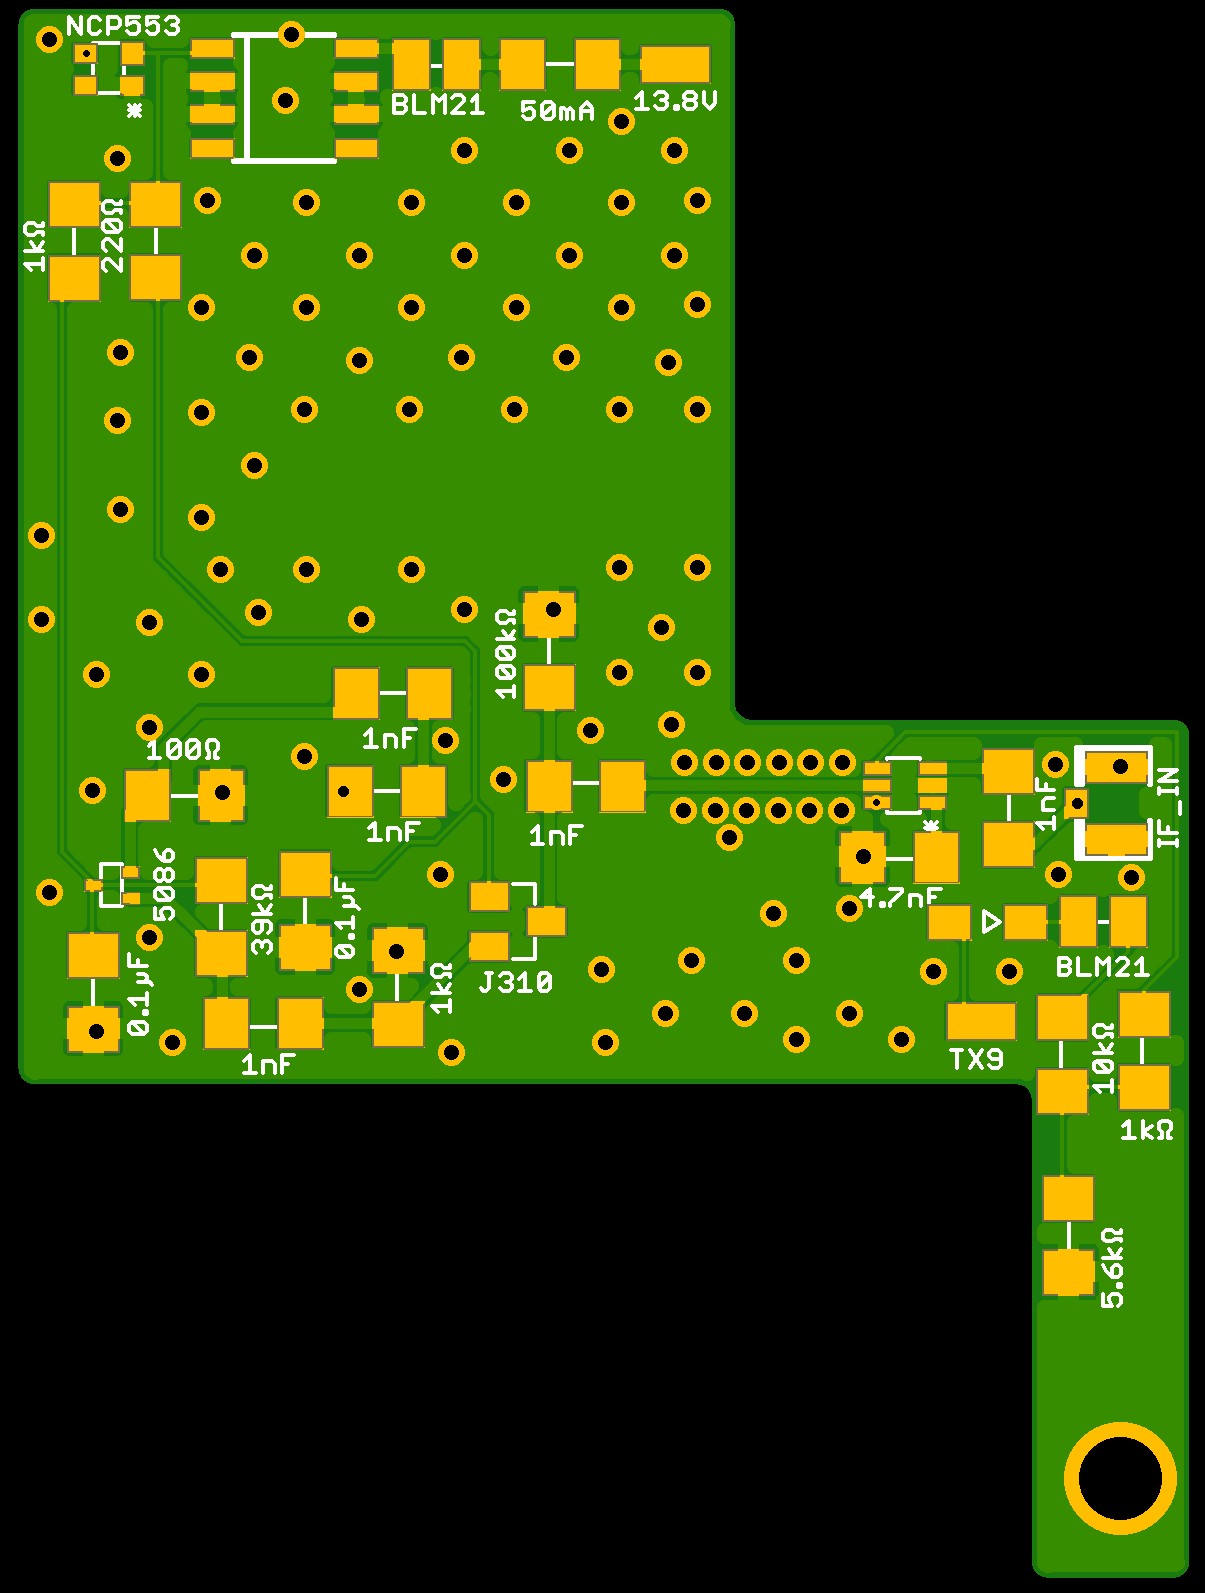 NCP553
BLM21
50mA
13.8V
1kΩ
220Ω
100kΩ
1nF
100Ω
1nF
1nF
1nF
IF_IN
5086
39kΩ
0.1µF
4.7nF
J310
1kΩ
BLM21
0.1µF
1nF
TX9
10kΩ
1kΩ
5.6kΩ